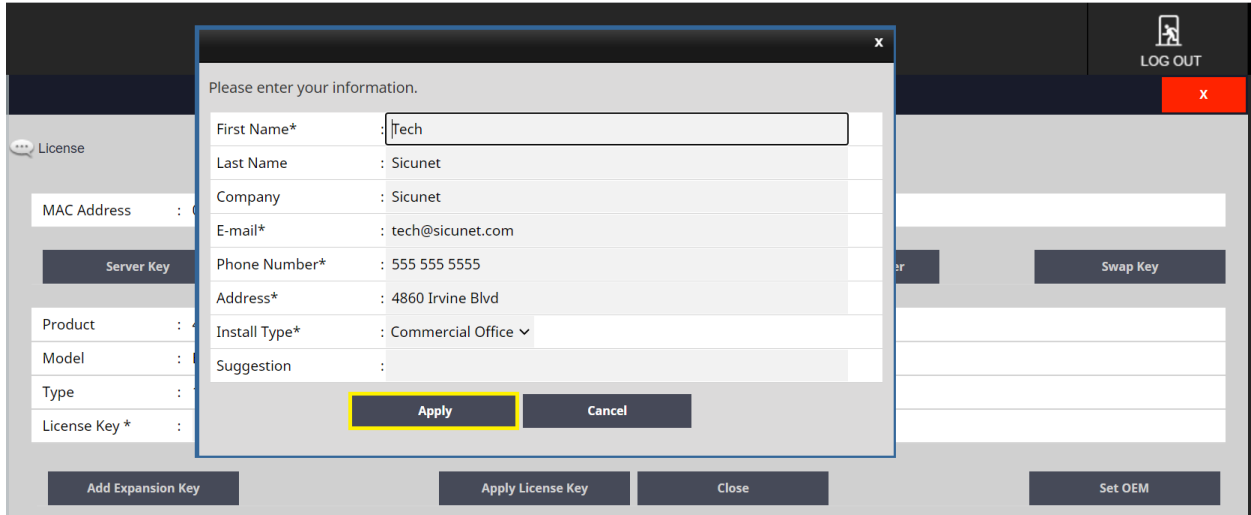 LOG OUT
x
X
Please enter your information.
License
First Name* : Tech
Last Name : Sicunet
Company : Sicunet
E-mail* : tech@sicunet.com
Phone Number* : 555 555 5555
Address* : 4860 Irvine Blvd
Install Type* : Commercial Office
Suggestion :
Apply Cancel
MAC Address :
Server Key Swap Key
Product :
Model :
Type :
License Key * :
Add Expansion Key Apply License Key Close Set OEM